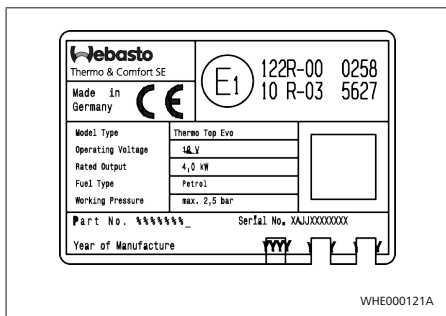 Webasto
Thermo & Comfort SE
Made in
Germany
CE
E1
122R-00 0258
10 R-03 5627
Model Type Thermo Top Evo
Operating Voltage 12 V
Rated Output 4,0 kW
Fuel Type Petrol
Working Pressure max. 2,5 bar
Part No. %%%%%%%_ Serial No. XAJJXXXXXXX
Year of Manufacture YYYY Y Y Y Y
WHE000121A